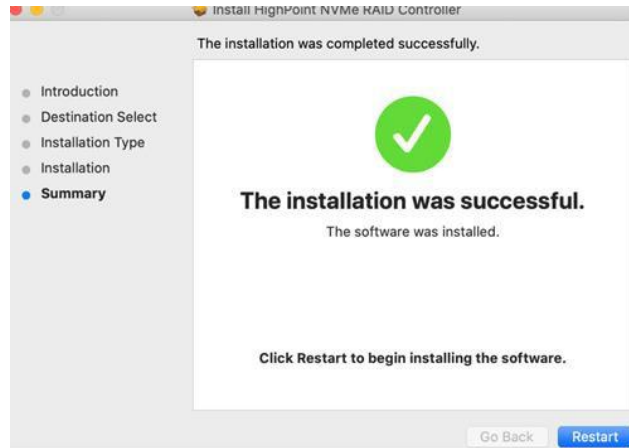 Install HighPoint NVMe RAID Controller
The installation was completed successfully.
Introduction
Destination Select
Installation Type
Installation
Summary
The installation was successful.
The software was installed.
Click Restart to begin installing the software.
Go Back
Restart